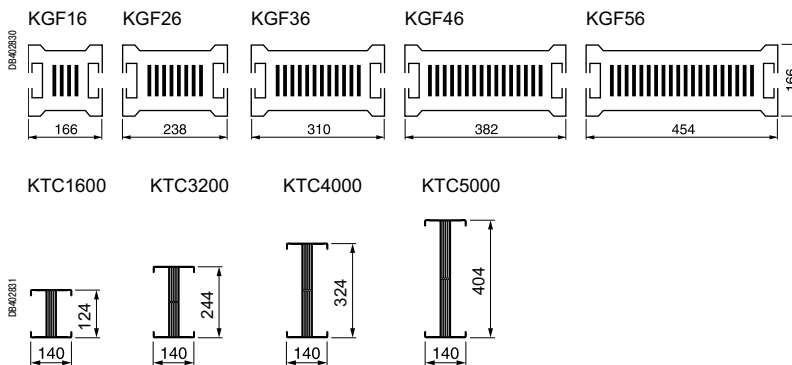 KGF16 KGF26 KGF36 KGF46 KGF56
DB402830
166
166 238 310 382 454
KTC1600 KTC3200 KTC4000 KTC5000
DB402831
124 244 324 404
140 140 140 140